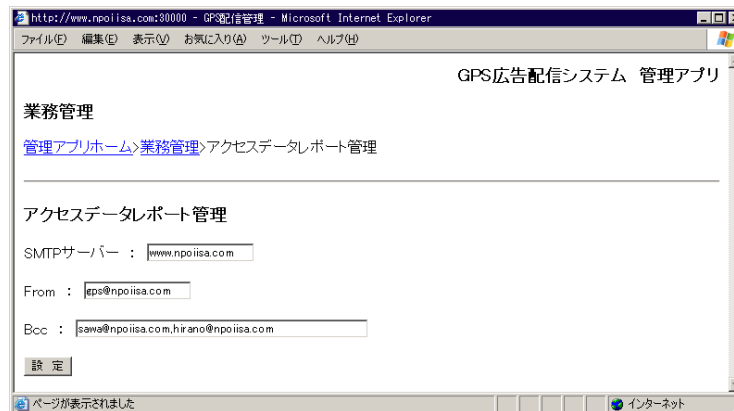 http://www.npoiisa.com:30000 - GPS配信管理 - Microsoft Internet Explorer
ファイル(F) 編集(E) 表示(V) お気に入り(A) ツール(T) ヘルプ(H)
GPS広告配信システム 管理アプリ
業務管理
管理アプリホーム>業務管理>アクセスデータレポート管理
アクセスデータレポート管理
SMTPサーバー : www.npoiisa.com
From : gps@npoiisa.com
Bcc : sawa@npoiisa.com,hirano@npoiisa.com
設 定
ページが表示されました インターネット